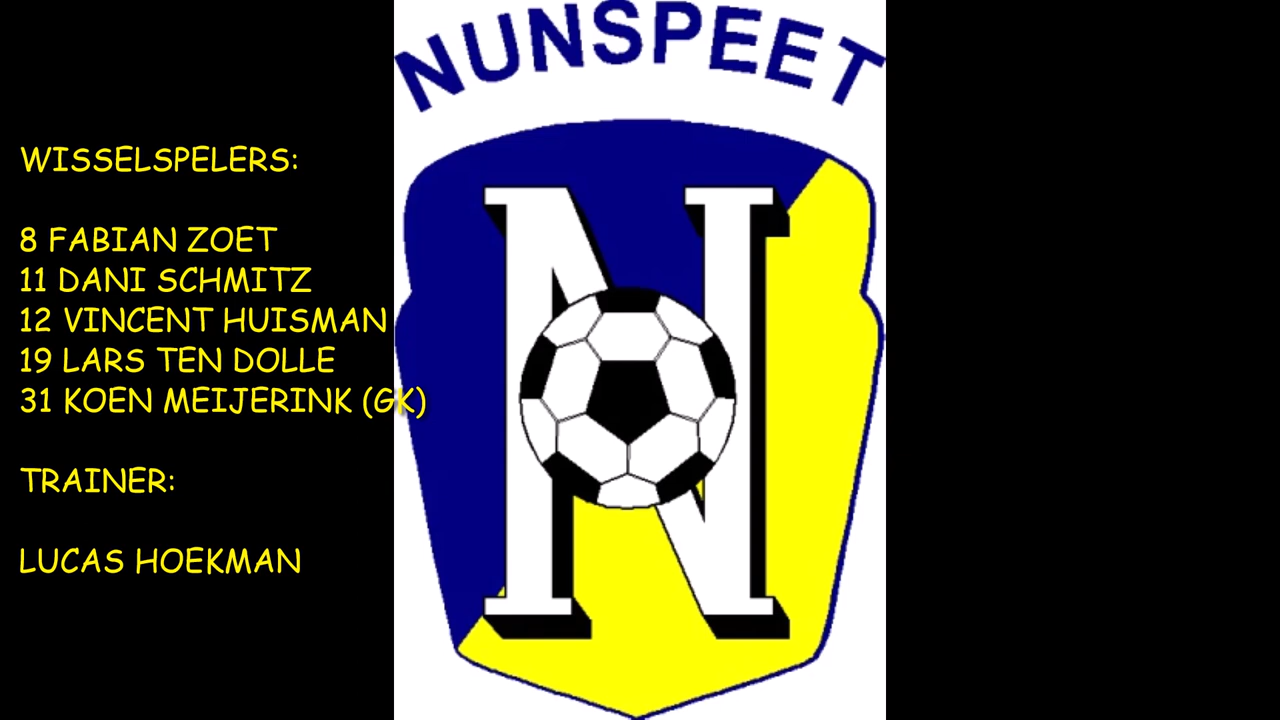 NUNSPEET
WISSELSPELERS:
8 FABIAN ZOET
11 DANI SCHMITZ
12 VINCENT HUISMAN
19 LARS TEN DOLLE
31 KOEN MEIJERINK (GK)
TRAINER:
LUCAS HOEKMAN
N